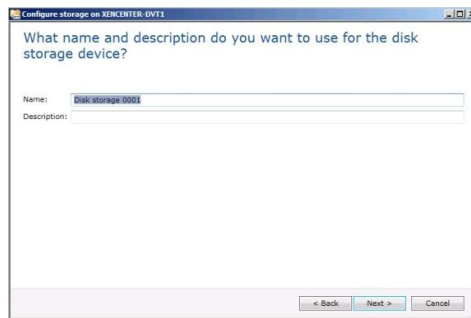 Configure storage on XENCENTER-DVT1
What name and description do you want to use for the disk
storage device?
Name: Disk storage 0001
Description:
< Back Next > Cancel